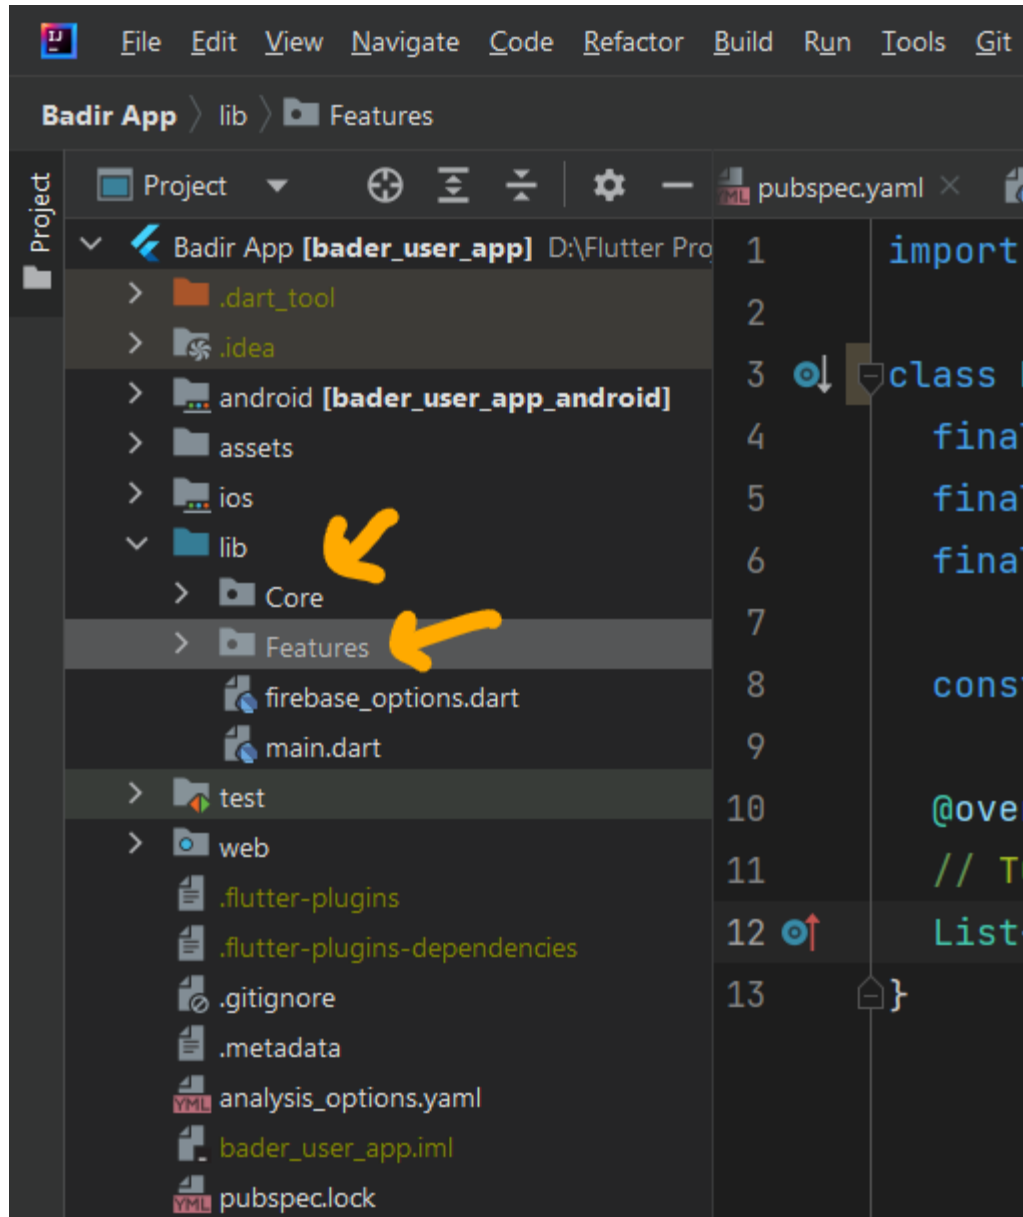 File Edit View Navigate Code Refactor Build Run Tools Git
Badir App lib Features
Project
Project
pubspec.yaml
Badir App [bader_user_app] D:\Flutter Pro
.dart_tool
.idea
android [bader_user_app_android]
assets
ios
lib
Core
Features
firebase_options.dart
main.dart
test
web
.flutter-plugins
.flutter-plugins-dependencies
.gitignore
.metadata
analysis_options.yaml
bader_user_app.iml
pubspec.lock
1 import
2
3 class
4 final
5 final
6 final
7
8 cons
9
10 @ove
11 // T
12 List
13 }